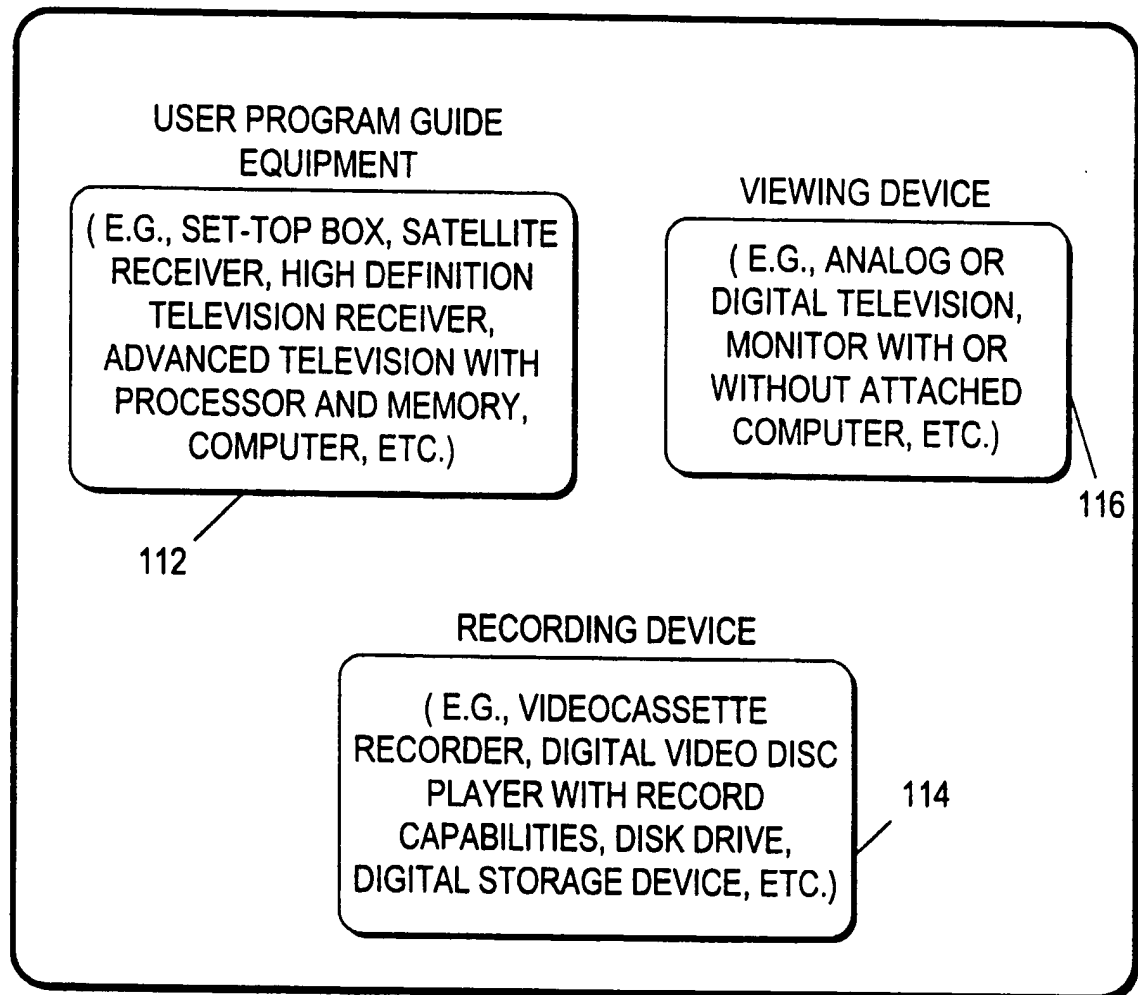 USER PROGRAM GUIDE
EQUIPMENT
( E.G., SET-TOP BOX, SATELLITE
RECEIVER, HIGH DEFINITION
TELEVISION RECEIVER,
ADVANCED TELEVISION WITH
PROCESSOR AND MEMORY,
COMPUTER, ETC.)
112
VIEWING DEVICE
( E.G., ANALOG OR
DIGITAL TELEVISION,
MONITOR WITH OR
WITHOUT ATTACHED
COMPUTER, ETC.)
116
RECORDING DEVICE
( E.G., VIDEOCASSETTE
RECORDER, DIGITAL VIDEO DISC
PLAYER WITH RECORD
CAPABILITIES, DISK DRIVE,
DIGITAL STORAGE DEVICE, ETC.)
114